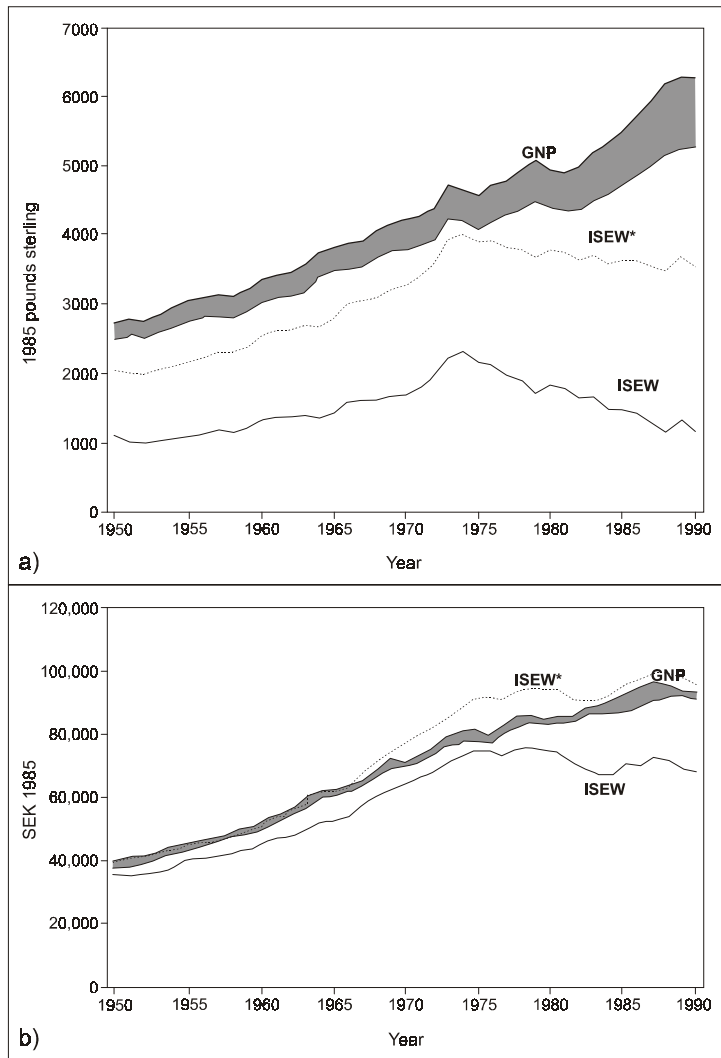 7000
6000
5000
4000
3000
2000
1000
0
1985 pounds sterling
GNP
ISEW*
ISEW
1950 1955 1960 1965 1970 1975 1980 1985 1990
Year
a)
120,000
100,000
80,000
60,000
40,000
20,000
0
SEK 1985
ISEW*
GNP
ISEW
1950 1955 1960 1965 1970 1975 1980 1985 1990
Year
b)